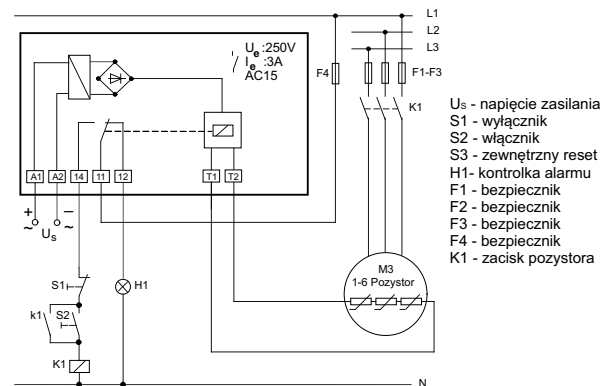 L1
L2
L3
Ue :250V
Ie :3A
AC15
F4
F1-F3
K1
A1 A2 14 11 12 T1 T2
+ −
~ ~
Us
S1
H1
k1 S2
K1
M3
1-6 Pozystor
N
Us - napięcie zasilania
S1 - wyłącznik
S2 - włącznik
S3 - zewnętrzny reset
H1- kontrolka alarmu
F1 - bezpiecznik
F2 - bezpiecznik
F3 - bezpiecznik
F4 - bezpiecznik
K1 - zacisk pozystora